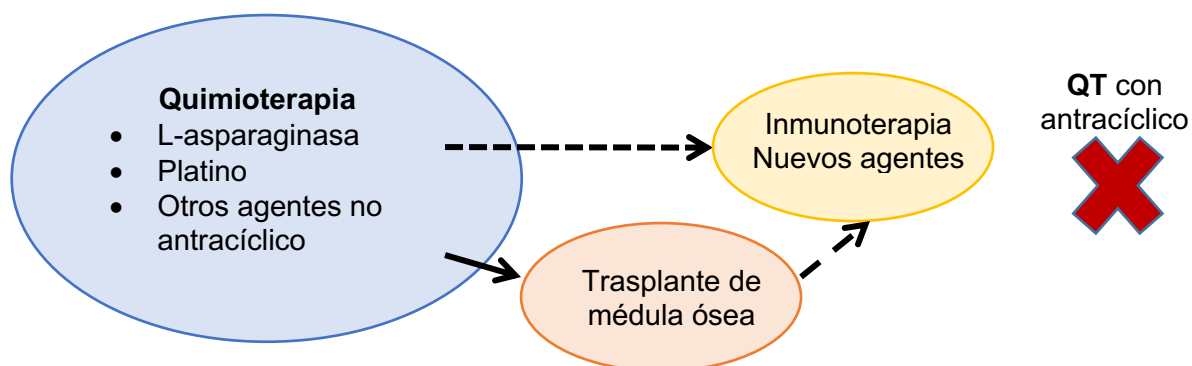 Quimioterapia
• L-asparaginasa
• Platino
• Otros agentes no
antracíclico
Inmunoterapia
Nuevos agentes
QT con
antracíclico
Trasplante de
médula ósea